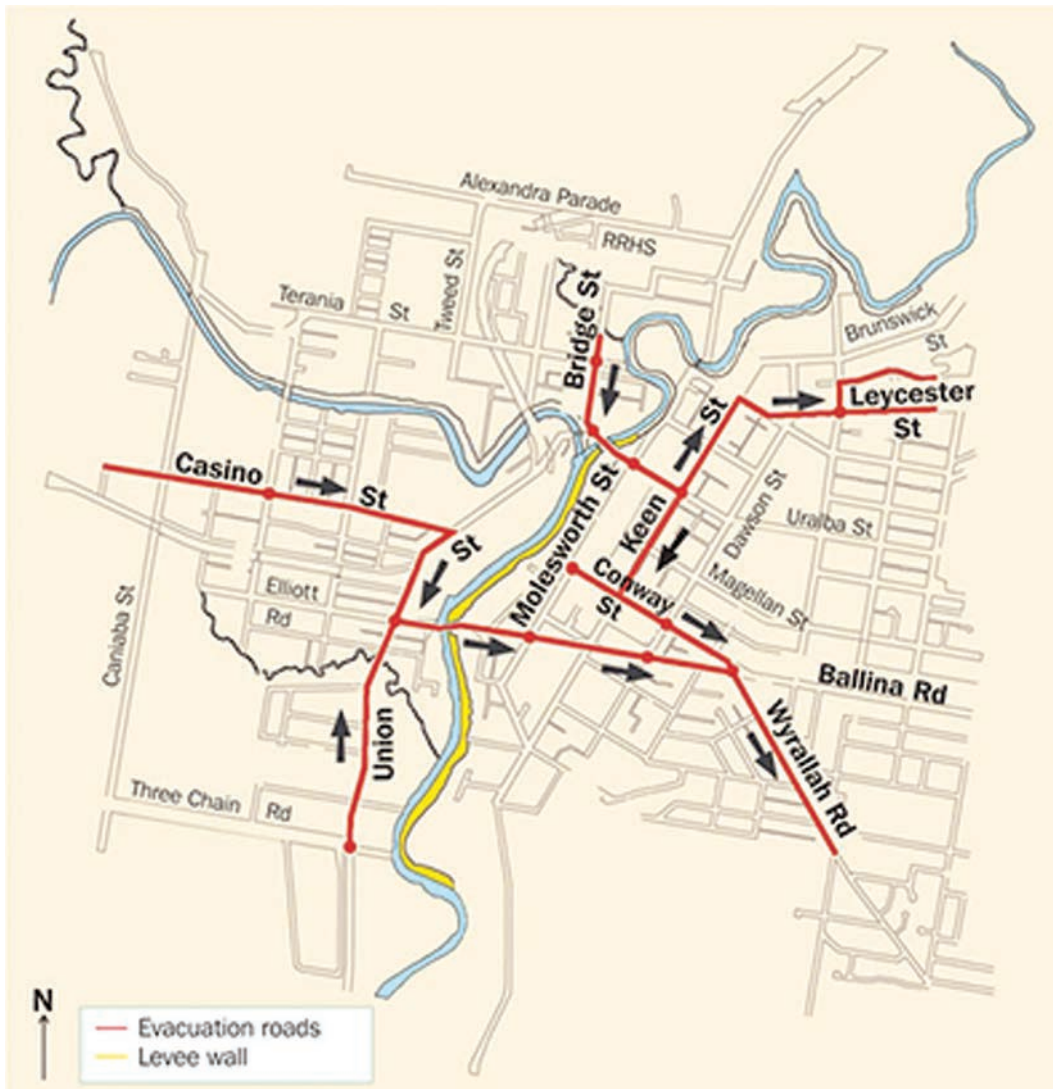 Alexandra Parade
RRHS
Tweed St
Terania
St
Bridge St
Brunswick
St
Leycester
St
Casino
St
St
Keen
St
Molesworth St
Dawson St
Uralba St
Magellan St
Conway
St
Elliott
Rd
Caniaba St
Union
Ballina Rd
Wyrallah Rd
Three Chain
Rd
N
Evacuation roads
Levee wall